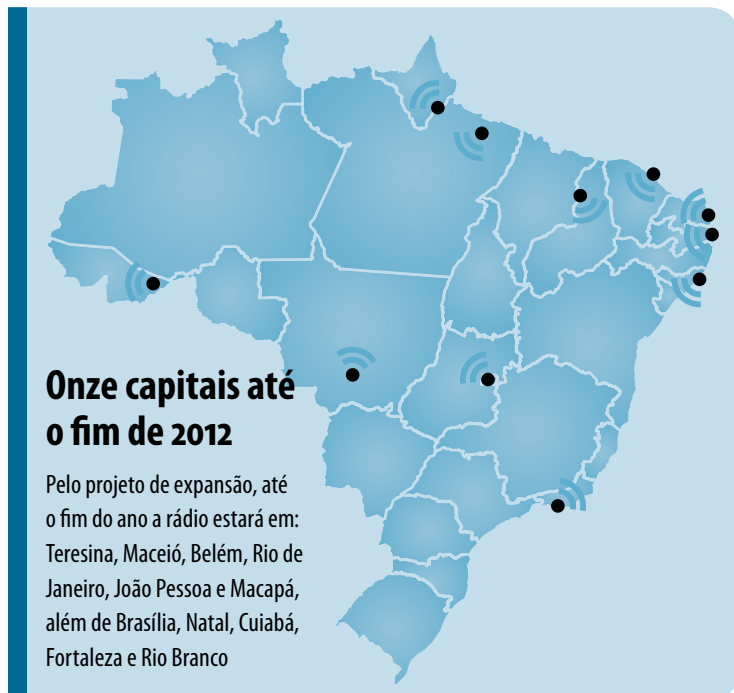 Onze capitais até
o fim de 2012
Pelo projeto de expansão, até
o fim do ano a rádio estará em:
Teresina, Maceió, Belém, Rio de
Janeiro, João Pessoa e Macapá,
além de Brasília, Natal, Cuiabá,
Fortaleza e Rio Branco